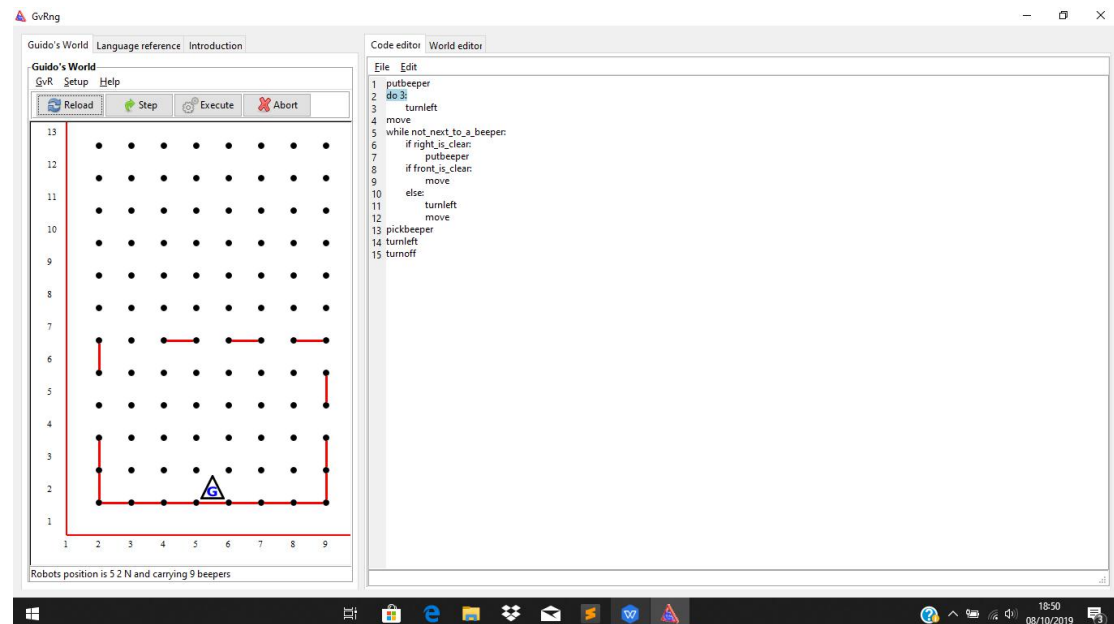 GvRng
Guido's World Language reference Introduction
Guido's World
GvR Setup Help
Reload Step Execute Abort
13
12
11
10
9
8
7
6
5
4
3
2
1
G
1 2 3 4 5 6 7 8 9
Robots position is 5 2 N and carrying 9 beepers
Code editor World editor
File Edit
1 putbeeper
2 do 3:
3 turnleft
4 move
5 while not_next_to_a_beeper:
6 if right_is_clear:
7 putbeeper
8 if front_is_clear:
9 move
10 else:
11 turnleft
12 move
13 pickbeeper
14 turnleft
15 turnoff
18:50
08/10/2019